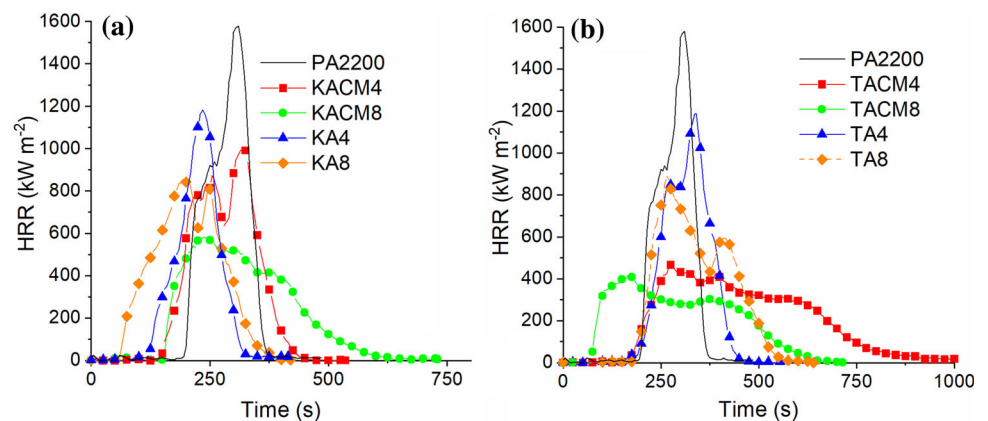 (a)
HRR (kW m⁻²)
1600
1400
1200
1000
800
600
400
200
0
0 250 500 750
Time (s)
PA2200
KACM4
KACM8
KA4
KA8
(b)
HRR (kW m⁻²)
1600
1400
1200
1000
800
600
400
200
0
0 250 500 750 1000
Time (s)
PA2200
TACM4
TACM8
TA4
TA8